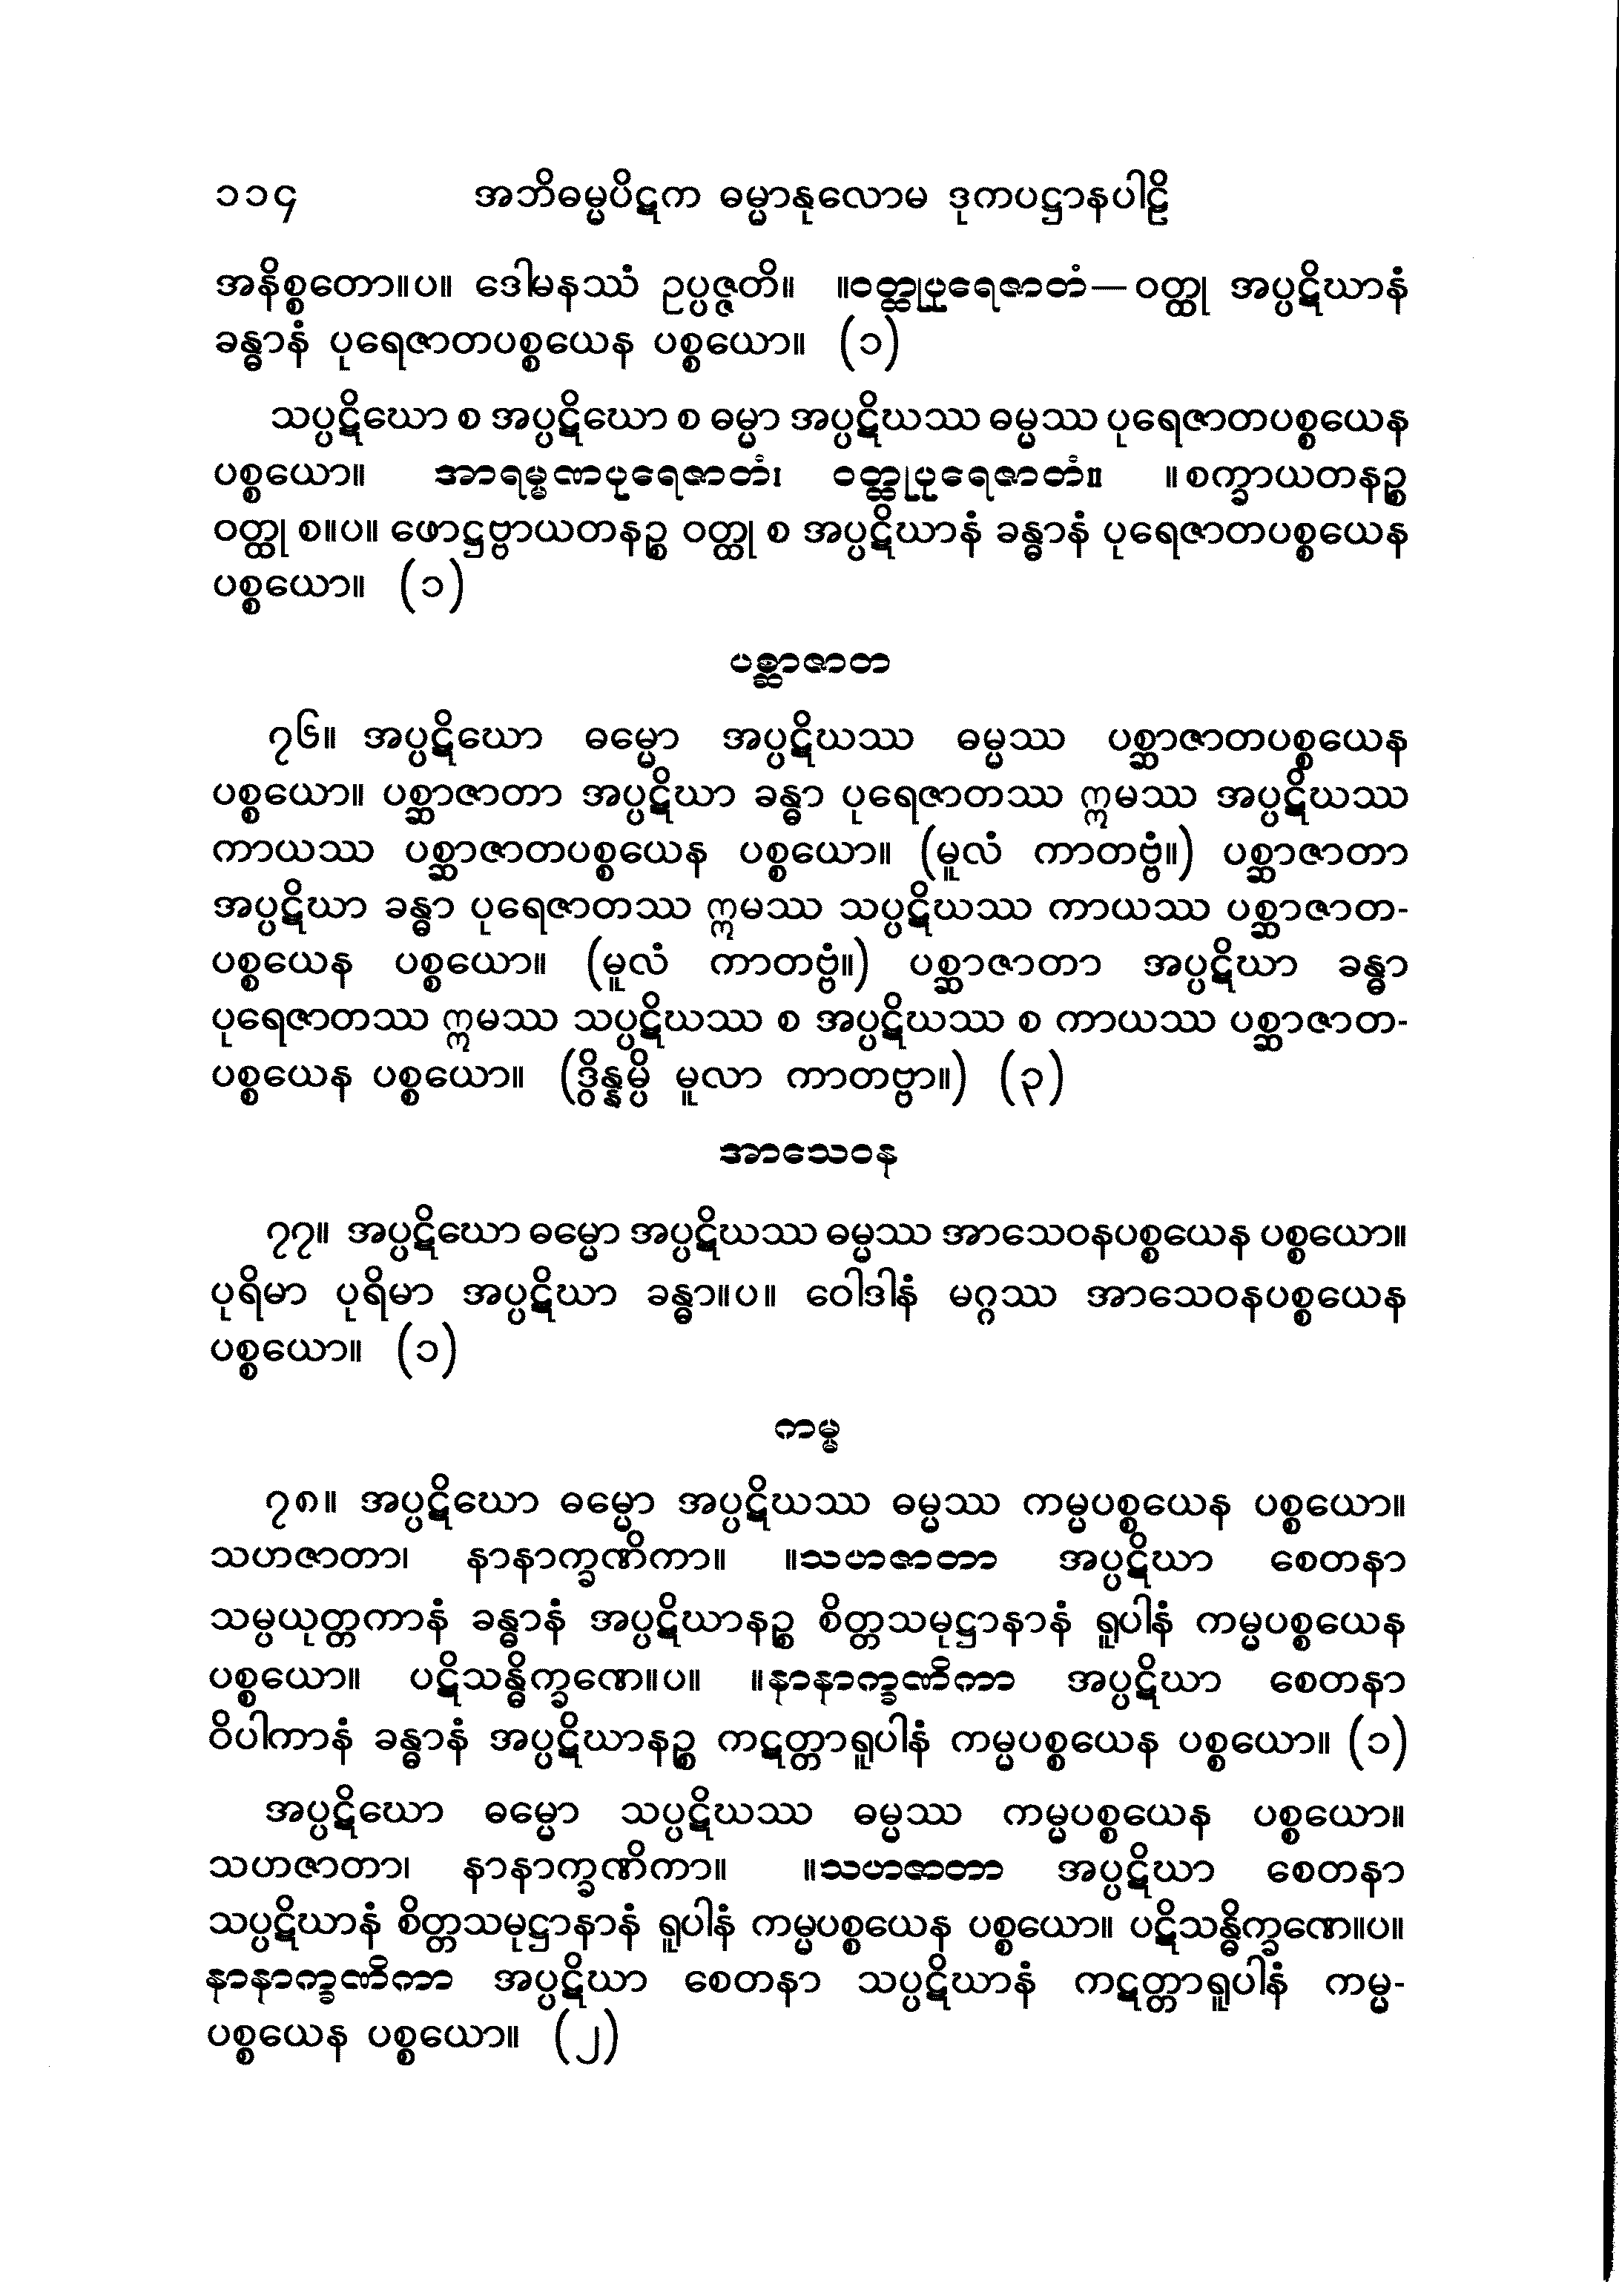 ၁၁၄ အဘိဓမ္မပိဋက ဓမ္မာနုလောမ ဒုကပဋ္ဌာနပါဠိ
အနိစ္စတော။ပ။ ဒေါမနဿံ ဥပ္ပဇ္ဇတိ။ ။ဝတ္ထုပုရေဇာတံ— ဝတ္ထု အပ္ပဋိဃာနံ
ခန္ဓာနံ ပုရေဇာတပစ္စယေန ပစ္စယော။ (၁)
သပ္ပဋိဃော စ အပ္ပဋိဃော စ ဓမ္မာ အပ္ပဋိဃဿ ဓမ္မဿ ပုရေဇာတပစ္စယေန
ပစ္စယော။ အာရမ္မဏပုရေဇာတံ၊ ဝတ္ထုပုရေဇာတံ။ ။စက္ခာယတနဉ္စ
ဝတ္ထု စ။ပ။ ဖောဋ္ဌဗ္ဗာယတနဉ္စ ဝတ္ထု စ အပ္ပဋိဃာနံ ခန္ဓာနံ ပုရေဇာတပစ္စယေန
ပစ္စယော။ (၁)
ပစ္ဆာဇာတ
၇၆။ အပ္ပဋိဃော ဓမ္မော အပ္ပဋိဃဿ ဓမ္မဿ ပစ္ဆာဇာတပစ္စယေန
ပစ္စယော။ ပစ္ဆာဇာတာ အပ္ပဋိဃာ ခန္ဓာ ပုရေဇာတဿ ဣမဿ အပ္ပဋိဃဿ
ကာယဿ ပစ္ဆာဇာတပစ္စယေန ပစ္စယော။ (မူလံ ကာတဗ္ဗံ။) ပစ္ဆာဇာတာ
အပ္ပဋိဃာ ခန္ဓာ ပုရေဇာတဿ ဣမဿ သပ္ပဋိဃဿ ကာယဿ ပစ္ဆာဇာတ-
ပစ္စယေန ပစ္စယော။ (မူလံ ကာတဗ္ဗံ။) ပစ္ဆာဇာတာ အပ္ပဋိဃာ ခန္ဓာ
ပုရေဇာတဿ ဣမဿ သပ္ပဋိဃဿ စ အပ္ပဋိဃဿ စ ကာယဿ ပစ္ဆာဇာတ-
ပစ္စယေန ပစ္စယော။ (ဒွိန္နမ္ပိ မူလာ ကာတဗ္ဗာ။) (၃)
အာသေဝန
၇၇။ အပ္ပဋိဃော ဓမ္မော အပ္ပဋိဃဿ ဓမ္မဿ အာသေဝနပစ္စယေန ပစ္စယော။
ပုရိမာ ပုရိမာ အပ္ပဋိဃာ ခန္ဓာ။ပ။ ဝေါဒါနံ မဂ္ဂဿ အာသေဝနပစ္စယေန
ပစ္စယော။ (၁)
ကမ္မ
၇၈။ အပ္ပဋိဃော ဓမ္မော အပ္ပဋိဃဿ ဓမ္မဿ ကမ္မပစ္စယေန ပစ္စယော။
သဟဇာတာ၊ နာနာက္ခဏိကာ။ ။သဟဇာတာ အပ္ပဋိဃာ စေတနာ
သမ္ပယုတ္တကာနံ ခန္ဓာနံ အပ္ပဋိဃာနဉ္စ စိတ္တသမုဋ္ဌာနာနံ ရူပါနံ ကမ္မပစ္စယေန
ပစ္စယော။ ပဋိသန္ဓိက္ခဏေ။ပ။ ။နာနာက္ခဏိကာ အပ္ပဋိဃာ စေတနာ
ဝိပါကာနံ ခန္ဓာနံ အပ္ပဋိဃာနဉ္စ ကဋတ္တာရူပါနံ ကမ္မပစ္စယေန ပစ္စယော။ (၁)
အပ္ပဋိဃော ဓမ္မော သပ္ပဋိဃဿ ဓမ္မဿ ကမ္မပစ္စယေန ပစ္စယော။
သဟဇာတာ၊ နာနာက္ခဏိကာ။ ။သဟဇာတာ အပ္ပဋိဃာ စေတနာ
သပ္ပဋိဃာနံ စိတ္တသမုဋ္ဌာနာနံ ရူပါနံ ကမ္မပစ္စယေန ပစ္စယော။ ပဋိသန္ဓိက္ခဏေ။ပ။
နာနာက္ခဏိကာ အပ္ပဋိဃာ စေတနာ သပ္ပဋိဃာနံ ကဋတ္တာရူပါနံ ကမ္မ-
ပစ္စယေန ပစ္စယော။ (၂)